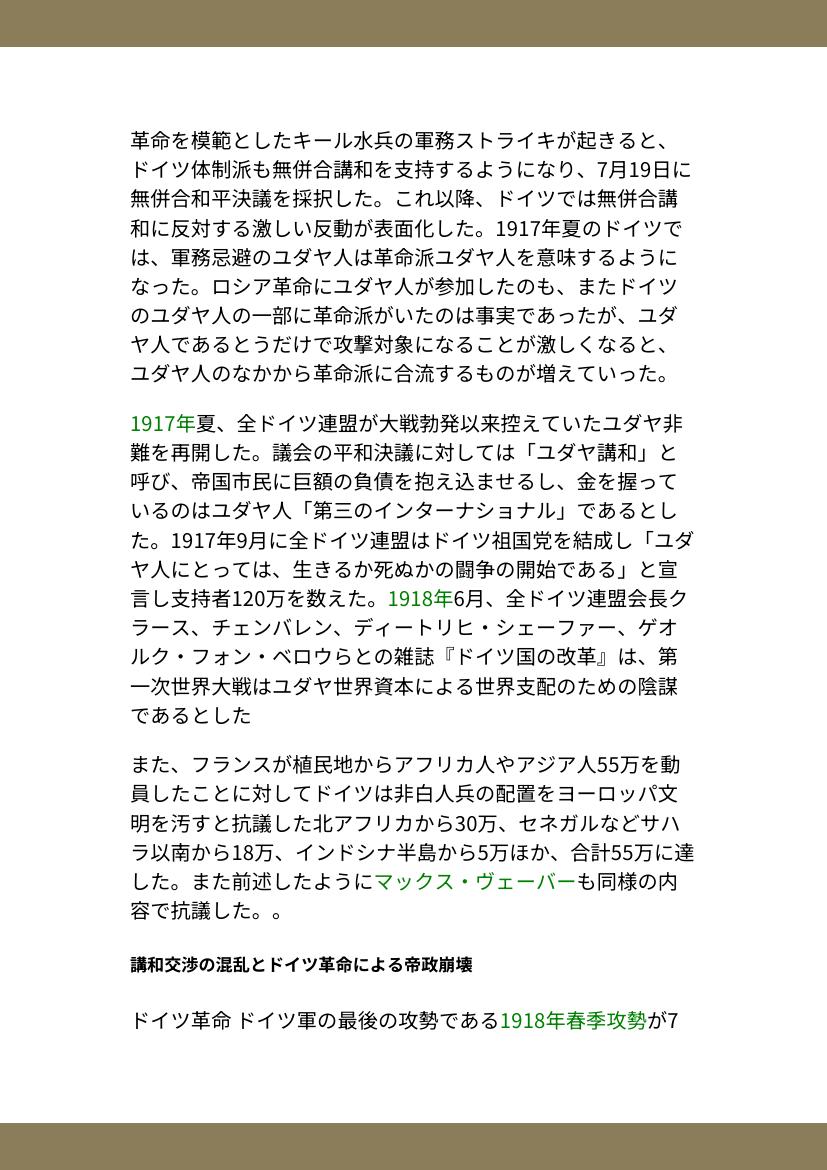 革命を模範としたキール水兵の軍務ストライキが起きると、
ドイツ体制派も無併合講和を支持するようになり、7月19日に
無併合和平決議を採択した。これ以降、ドイツでは無併合講
和に反対する激しい反動が表面化した。1917年夏のドイツで
は、軍務忌避のユダヤ人は革命派ユダヤ人を意味するように
なった。ロシア革命にユダヤ人が参加したのも、またドイツ
のユダヤ人の一部に革命派がいたのは事実であったが、ユダ
ヤ人であるとうだけで攻撃対象になることが激しくなると、
ユダヤ人のなかから革命派に合流するものが増えていった。
1917年夏、全ドイツ連盟が大戦勃発以来控えていたユダヤ非
難を再開した。議会の平和決議に対しては「ユダヤ講和」と
呼び、帝国市民に巨額の負債を抱え込ませるし、金を握って
いるのはユダヤ人「第三のインターナショナル」であるとし
た。1917年9月に全ドイツ連盟はドイツ祖国党を結成し「ユダ
ヤ人にとっては、生きるか死ぬかの闘争の開始である」と宣
言し支持者120万を数えた。1918年6月、全ドイツ連盟会長ク
ラース、チェンバレン、ディートリヒ・シェーファー、ゲオ
ルク・フォン・ベロウらとの雑誌『ドイツ国の改革』は、第
一次世界大戦はユダヤ世界資本による世界支配のための陰謀
であるとした
また、フランスが植民地からアフリカ人やアジア人55万を動
員したことに対してドイツは非白人兵の配置をヨーロッパ文
明を汚すと抗議した北アフリカから30万、セネガルなどサハ
ラ以南から18万、インドシナ半島から5万ほか、合計55万に達
した。また前述したようにマックス・ヴェーバーも同様の内
容で抗議した。。
講和交渉の混乱とドイツ革命による帝政崩壊
ドイツ革命 ドイツ軍の最後の攻勢である1918年春季攻勢が7